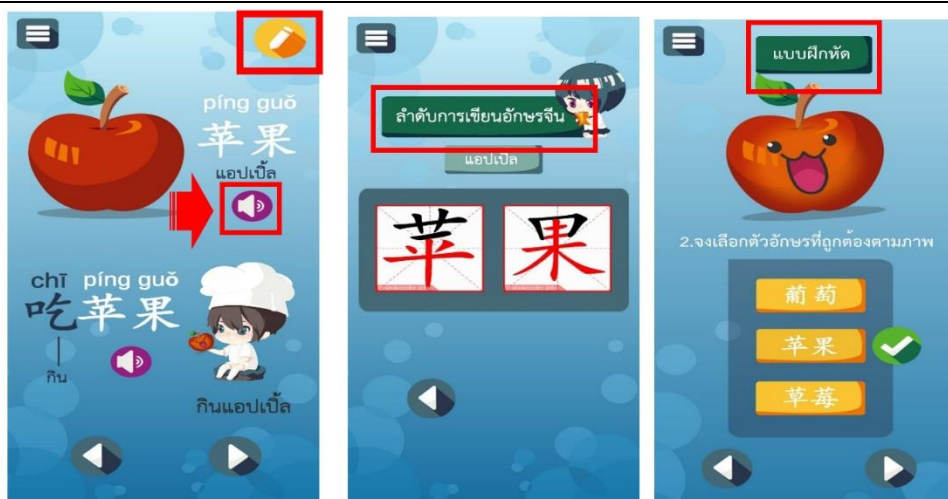 píng guǒ
苹果
แอปเปิ้ล
chī píng guǒ
吃苹果
กิน
กินแอปเปิ้ล
ลำดับการเขียนอักษรจีน
แอปเปิล
苹 果
แบบฝึกหัด
2.จงเลือกตัวอักษรที่ถูกต้องตามภาพ
葡萄
苹果
草莓